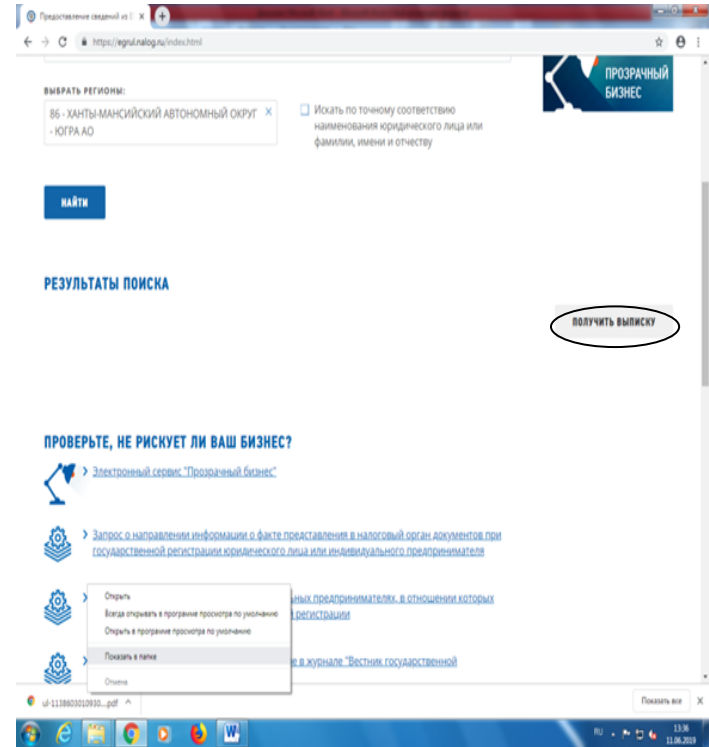 Предоставление сведений из Е
https://egrul.nalog.ru/index.html
ПРОЗРАЧНЫЙ
БИЗНЕС
ВЫБРАТЬ РЕГИОНЫ:
86 - ХАНТЫ-МАНСИЙСКИЙ АВТОНОМНЫЙ ОКРУГ
- ЮГРА АО
Искать по точному соответствию
наименования юридического лица или
фамилии, имени и отчеству
НАЙТИ
РЕЗУЛЬТАТЫ ПОИСКА
ПОЛУЧИТЬ ВЫПИСКУ
ПРОВЕРЬТЕ, НЕ РИСКУЕТ ЛИ ВАШ БИЗНЕС?
Электронный сервис "Прозрачный бизнес"
Запрос о направлении информации о факте представления в налоговый орган документов при
государственной регистрации юридического лица или индивидуального предпринимателя
ьных предпринимателях, в отношении которых
й регистрации
е в журнале "Вестник государственной
Открыть
Всегда открывать в программе просмотра по умолчанию
Открыть в программе просмотра по умолчанию
Показать в папке
Отмена
ul-1138603010930....pdf
Показать все
RU
13:36
11.06.2019